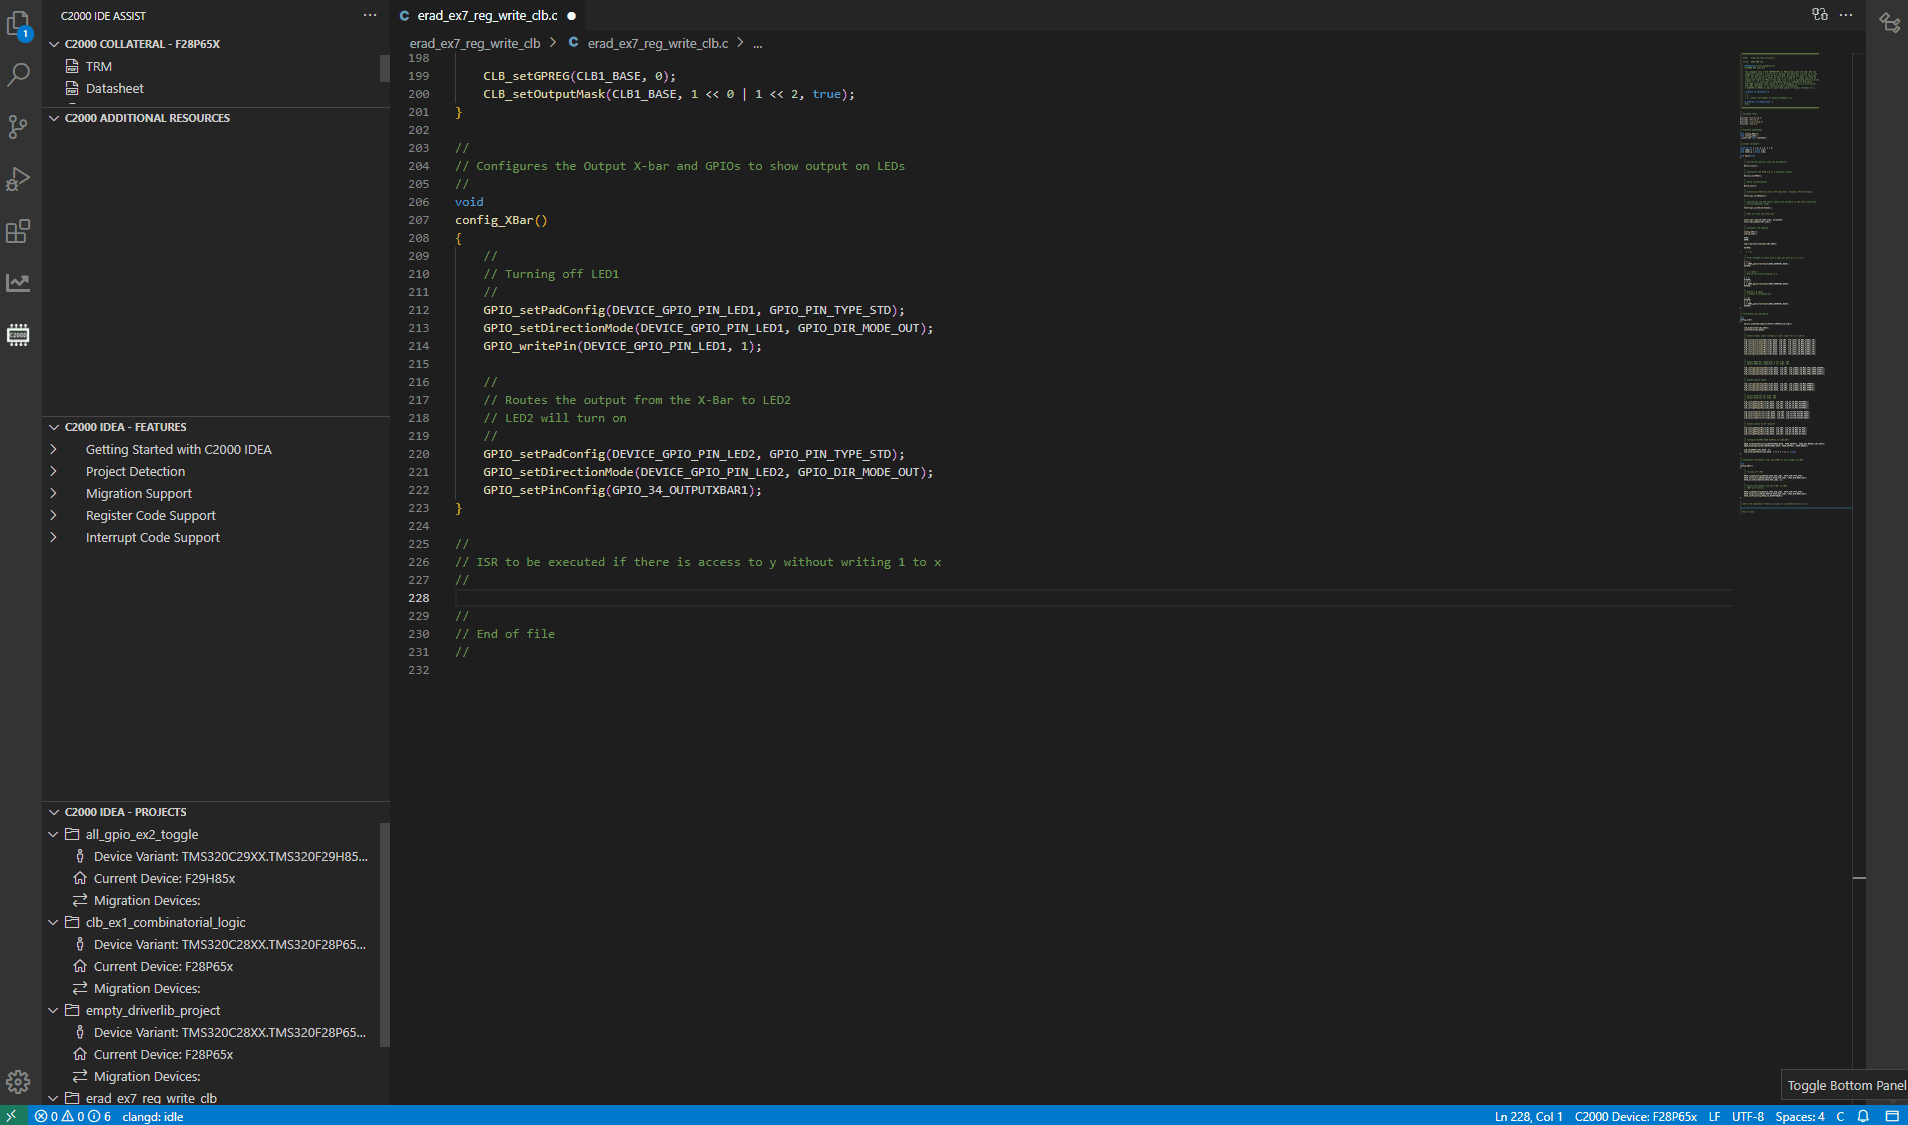 C2000 IDE ASSIST
C2000 COLLATERAL - F28P65X
TRM
Datasheet
C2000 ADDITIONAL RESOURCES
C2000 IDEA - FEATURES
Getting Started with C2000 IDEA
Project Detection
Migration Support
Register Code Support
Interrupt Code Support
C2000 IDEA - PROJECTS
all_gpio_ex2_toggle
Device Variant: TMS320C29XX.TMS320F29H85...
Current Device: F29H85x
Migration Devices:
clb_ex1_combinatorial_logic
Device Variant: TMS320C28XX.TMS320F28P65...
Current Device: F28P65x
Migration Devices:
empty_driverlib_project
Device Variant: TMS320C28XX.TMS320F28P65...
Current Device: F28P65x
Migration Devices:
erad_ex7_reg_write_clb
1
C2000
C erad_ex7_reg_write_clb.c
erad_ex7_reg_write_clb > C erad_ex7_reg_write_clb.c > ...
198
199 CLB_setGPREG(CLB1_BASE, 0);
200 CLB_setOutputMask(CLB1_BASE, 1 << 0 | 1 << 2, true);
201 }
202
203 //
204 // Configures the Output X-bar and GPIOs to show output on LEDs
205 //
206 void
207 config_XBar()
208 {
209 //
210 // Turning off LED1
211 //
212 GPIO_setPadConfig(DEVICE_GPIO_PIN_LED1, GPIO_PIN_TYPE_STD);
213 GPIO_setDirectionMode(DEVICE_GPIO_PIN_LED1, GPIO_DIR_MODE_OUT);
214 GPIO_writePin(DEVICE_GPIO_PIN_LED1, 1);
215
216 //
217 // Routes the output from the X-Bar to LED2
218 // LED2 will turn on
219 //
220 GPIO_setPadConfig(DEVICE_GPIO_PIN_LED2, GPIO_PIN_TYPE_STD);
221 GPIO_setDirectionMode(DEVICE_GPIO_PIN_LED2, GPIO_DIR_MODE_OUT);
222 GPIO_setPinConfig(GPIO_34_OUTPUTXBAR1);
223 }
224
225 //
226 // ISR to be executed if there is access to y without writing 1 to x
227 //
228
229 //
230 // End of file
231 //
232
Toggle Bottom Panel
0 0 6 clangd: idle
Ln 228, Col 1 C2000 Device: F28P65x LF UTF-8 Spaces: 4 C